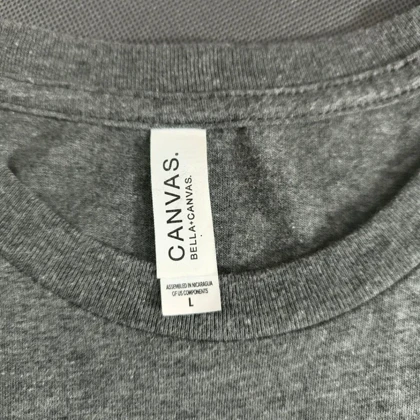 CANVAS.
BELLA+CANVAS.
ASSEMBLED IN NICARAGUA
OF US COMPONENTS
L